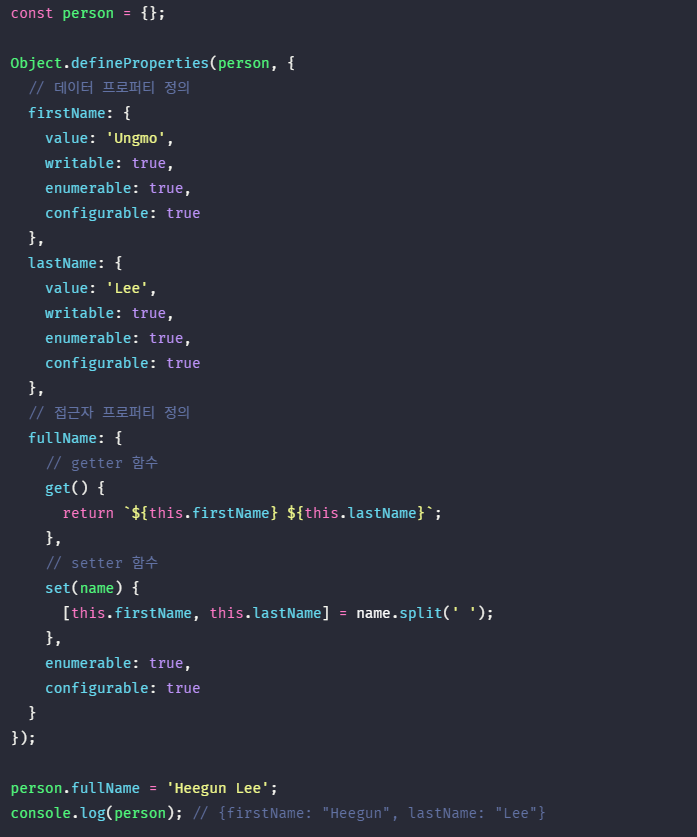 const person = {};

Object.defineProperties(person, {
  // 데이터 프로퍼티 정의
  firstName: {
    value: 'Ungmo',
    writable: true,
    enumerable: true,
    configurable: true
  },
  lastName: {
    value: 'Lee',
    writable: true,
    enumerable: true,
    configurable: true
  },
  // 접근자 프로퍼티 정의
  fullName: {
    // getter 함수
    get() {
      return `${this.firstName} ${this.lastName}`;
    },
    // setter 함수
    set(name) {
      [this.firstName, this.lastName] = name.split(' ');
    },
    enumerable: true,
    configurable: true
  }
});

person.fullName = 'Heegun Lee';
console.log(person); // {firstName: "Heegun", lastName: "Lee"}